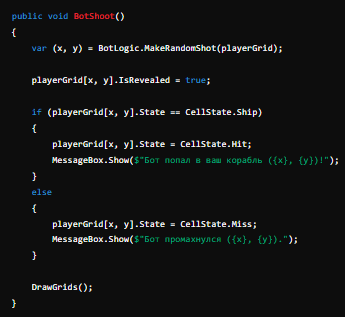 public void BotShoot()
{
    var (x, y) = BotLogic.MakeRandomShot(playerGrid);
    playerGrid[x, y].IsRevealed = true;
    if (playerGrid[x, y].State == CellState.Ship)
    {
        playerGrid[x, y].State = CellState.Hit;
        MessageBox.Show($"Бот попал в ваш корабль ({x}, {y})!");
    }
    else
    {
        playerGrid[x, y].State = CellState.Miss;
        MessageBox.Show($"Бот промахнулся ({x}, {y}).");
    }
    DrawGrids();
}